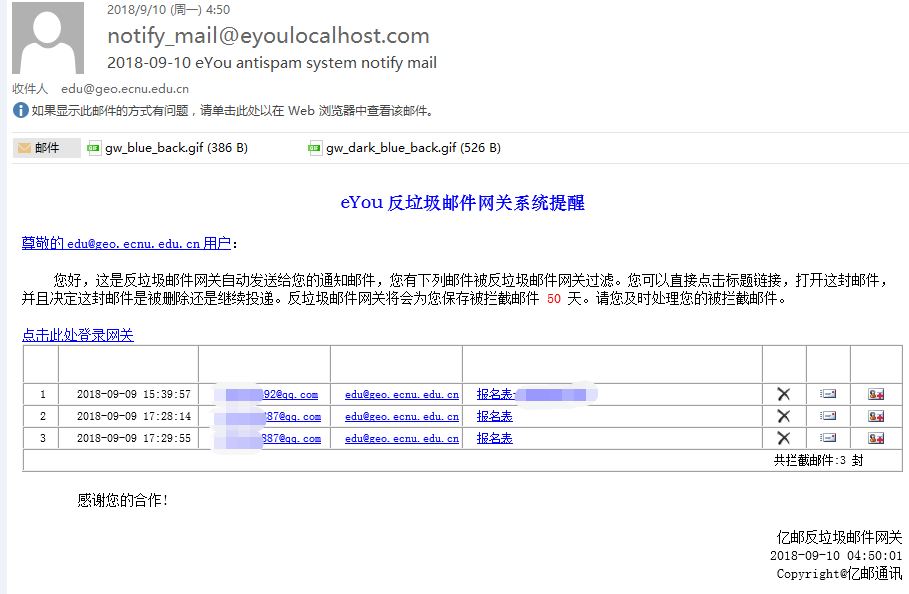 2018/9/10 (周一) 4:50
notify_mail@eyoulocalhost.com
2018-09-10 eYou antispam system notify mail
收件人 edu@geo.ecnu.edu.cn
如果显示此邮件的方式有问题，请单击此处以在 Web 浏览器中查看该邮件。
邮件 gw_blue_back.gif (386 B) gw_dark_blue_back.gif (526 B)
eYou 反垃圾邮件网关系统提醒
尊敬的 edu@geo.ecnu.edu.cn 用户：
您好，这是反垃圾邮件网关自动发送给您的通知邮件，您有下列邮件被反垃圾邮件网关过滤。您可以直接点击标题链接，打开这封邮件，
并且决定这封邮件是被删除还是继续投递。反垃圾邮件网关将会为您保存被拦截邮件 50 天。请您及时处理您的被拦截邮件。
点击此处登录网关
1 2018-09-09 15:39:57 92@qq.com edu@geo.ecnu.edu.cn 报名表
2 2018-09-09 17:28:14 87@qq.com edu@geo.ecnu.edu.cn 报名表
3 2018-09-09 17:29:55 887@qq.com edu@geo.ecnu.edu.cn 报名表
共拦截邮件:3 封
感谢您的合作！
亿邮反垃圾邮件网关
2018-09-10 04:50:01
Copyright@亿邮通讯